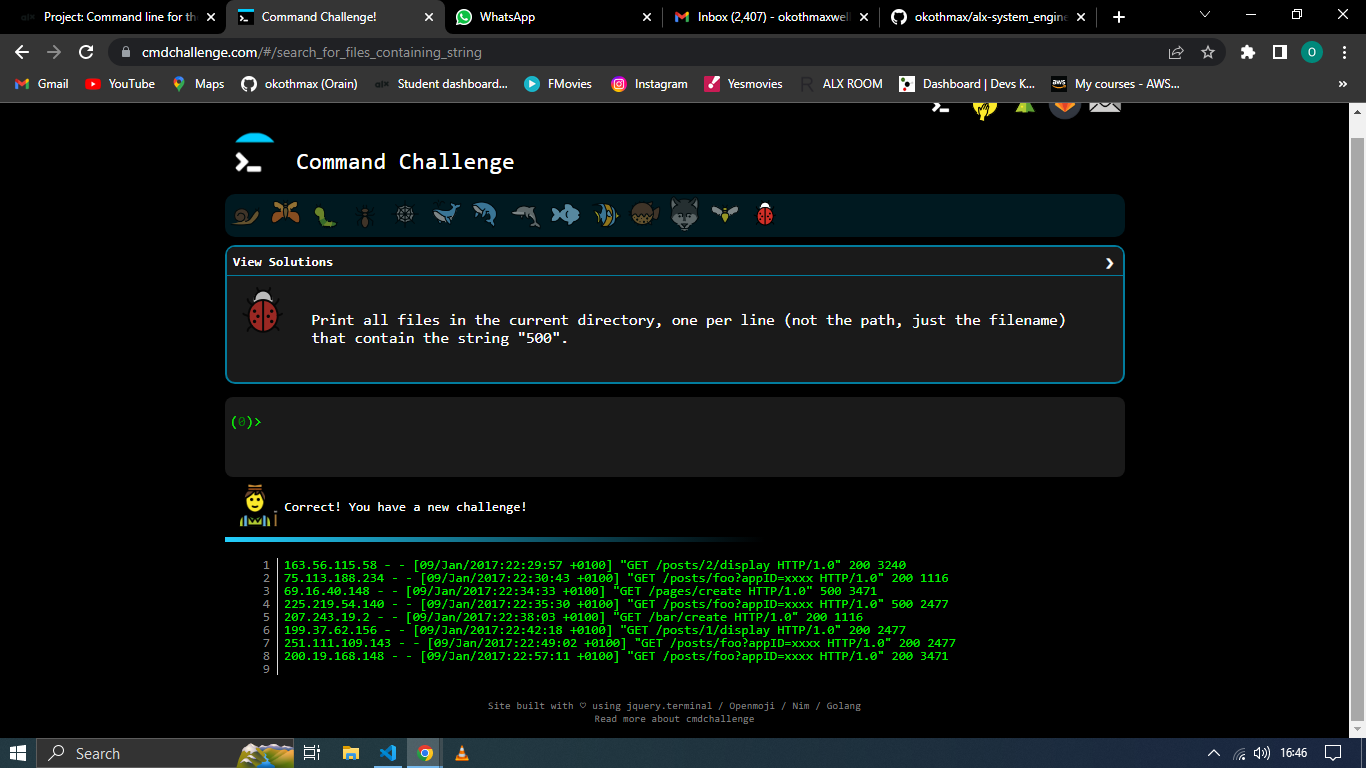 Project: Command line for th
Command Challenge!
WhatsApp
Inbox (2,407) - okothmaxwell
okothmax/alx-system_engine
cmdchallenge.com/#/search_for_files_containing_string
O
Gmail
YouTube
Maps
okothmax (Orain)
Student dashboard...
FMovies
Instagram
Yesmovies
ALX ROOM
Dashboard | Devs K...
My courses - AWS...
»
Command Challenge
View Solutions
Print all files in the current directory, one per line (not the path, just the filename)
that contain the string "500".
(0)>
Correct! You have a new challenge!
1 163.56.115.58 - - [09/Jan/2017:22:29:57 +0100] "GET /posts/2/display HTTP/1.0" 200 3240
2 75.113.188.234 - - [09/Jan/2017:22:30:43 +0100] "GET /posts/foo?appID=xxxx HTTP/1.0" 200 1116
3 69.16.40.148 - - [09/Jan/2017:22:34:33 +0100] "GET /pages/create HTTP/1.0" 500 3471
4 225.219.54.140 - - [09/Jan/2017:22:35:30 +0100] "GET /posts/foo?appID=xxxx HTTP/1.0" 500 2477
5 207.243.19.2 - - [09/Jan/2017:22:38:03 +0100] "GET /bar/create HTTP/1.0" 200 1116
6 199.37.62.156 - - [09/Jan/2017:22:42:18 +0100] "GET /posts/1/display HTTP/1.0" 200 2477
7 251.111.109.143 - - [09/Jan/2017:22:49:02 +0100] "GET /posts/foo?appID=xxxx HTTP/1.0" 200 2477
8 200.19.168.148 - - [09/Jan/2017:22:57:11 +0100] "GET /posts/foo?appID=xxxx HTTP/1.0" 200 3471
9
Site built with ♡ using jquery.terminal / Openmoji / Nim / Golang
Read more about cmdchallenge
Search
16:46